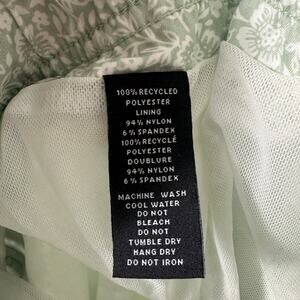 100% RECYCLED
POLYESTER
LINING
94% NYLON
6% SPANDEX
100% RECYCLÉ
POLYESTER
DOUBLURE
94% NYLON
6% SPANDEX
MACHINE WASH
COOL WATER
DO NOT
BLEACH
DO NOT
TUMBLE DRY
HANG DRY
DO NOT IRON